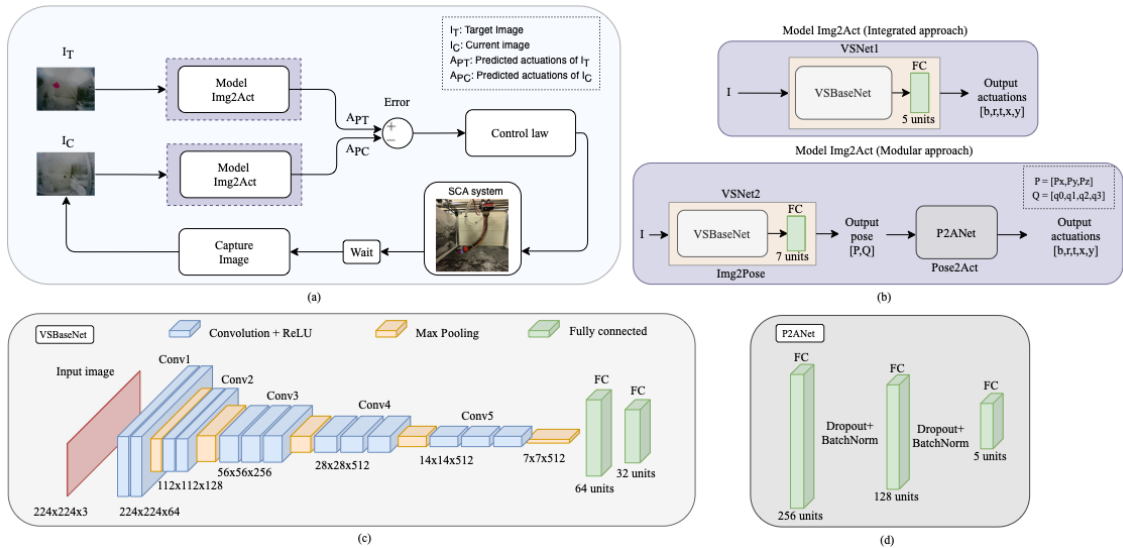 I_T: Target Image
I_C: Current image
A_PT: Predicted actuations of I_T
A_PC: Predicted actuations of I_C
I_T
Model
Img2Act
A_PT
Error
+
−
Control law
I_C
Model
Img2Act
A_PC
SCA system
Wait
Capture
Image
(a)
Model Img2Act (Integrated approach)
VSNet1
I
VSBaseNet
FC
5 units
Output
actuations
[b,r,t,x,y]
Model Img2Act (Modular approach)
P = [Px,Py,Pz]
Q = [q0,q1,q2,q3]
VSNet2
I
VSBaseNet
FC
7 units
Img2Pose
Output
pose
[P,Q]
P2ANet
Pose2Act
Output
actuations
[b,r,t,x,y]
(b)
VSBaseNet
Convolution + ReLU
Max Pooling
Fully connected
Input image
224x224x3
Conv1
224x224x64
Conv2
112x112x128
Conv3
56x56x256
Conv4
28x28x512
Conv5
14x14x512
7x7x512
FC
64 units
FC
32 units
(c)
P2ANet
FC
256 units
Dropout+
BatchNorm
FC
128 units
Dropout+
BatchNorm
FC
5 units
(d)